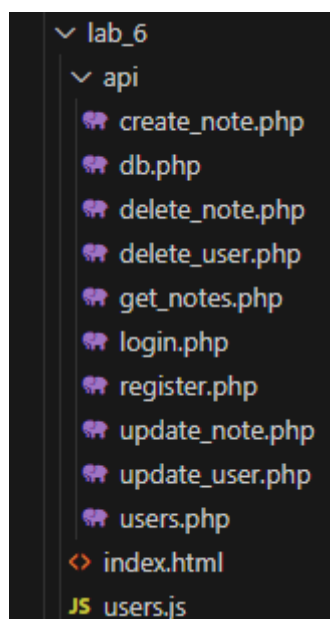 lab_6
api
create_note.php
db.php
delete_note.php
delete_user.php
get_notes.php
login.php
register.php
update_note.php
update_user.php
users.php
<> index.html
JS users.js